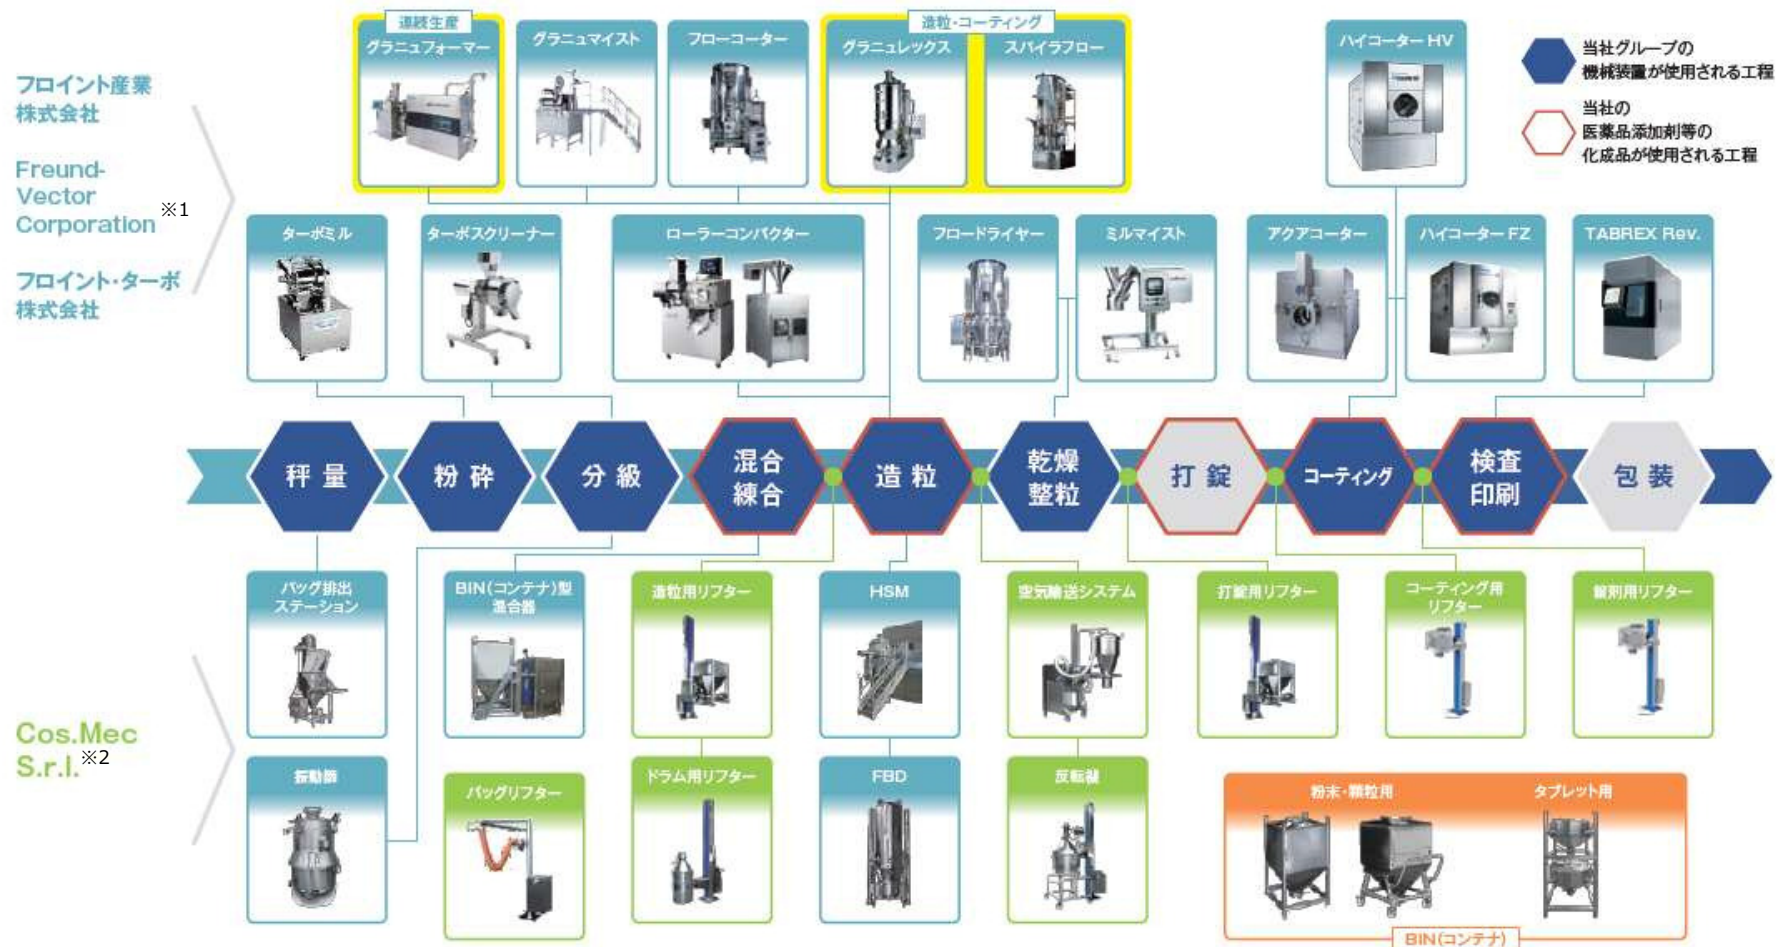 連続生産
造粒・コーティング
グラニュフォーマー
グラニュマイスト
フローコーター
グラニュレックス
スパイラフロー
ハイコーター HV
当社グループの
機械装置が使用される工程
当社の
医薬品添加剤等の
化成品が使用される工程
フロイント産業
株式会社
Freund-
Vector
Corporation ※1
フロイント・ターボ
株式会社
ターボミル
ターボスクリーナー
ローラーコンパクター
フロードライヤー
ミルマイスト
アクアコーター
ハイコーター FZ
TABREX Rev.
秤量
粉砕
分級
混合
練合
造粒
乾燥
整粒
打錠
コーティング
検査
印刷
包装
バッグ排出
ステーション
BIN(コンテナ)型
混合器
造粒用リフター
HSM
空気輸送システム
打錠用リフター
コーティング用
リフター
錠剤用リフター
Cos.Mec
S.r.l. ※2
振動篩
バッグリフター
ドラム用リフター
FBD
反転機
粉末・顆粒用
タブレット用
BIN(コンテナ)